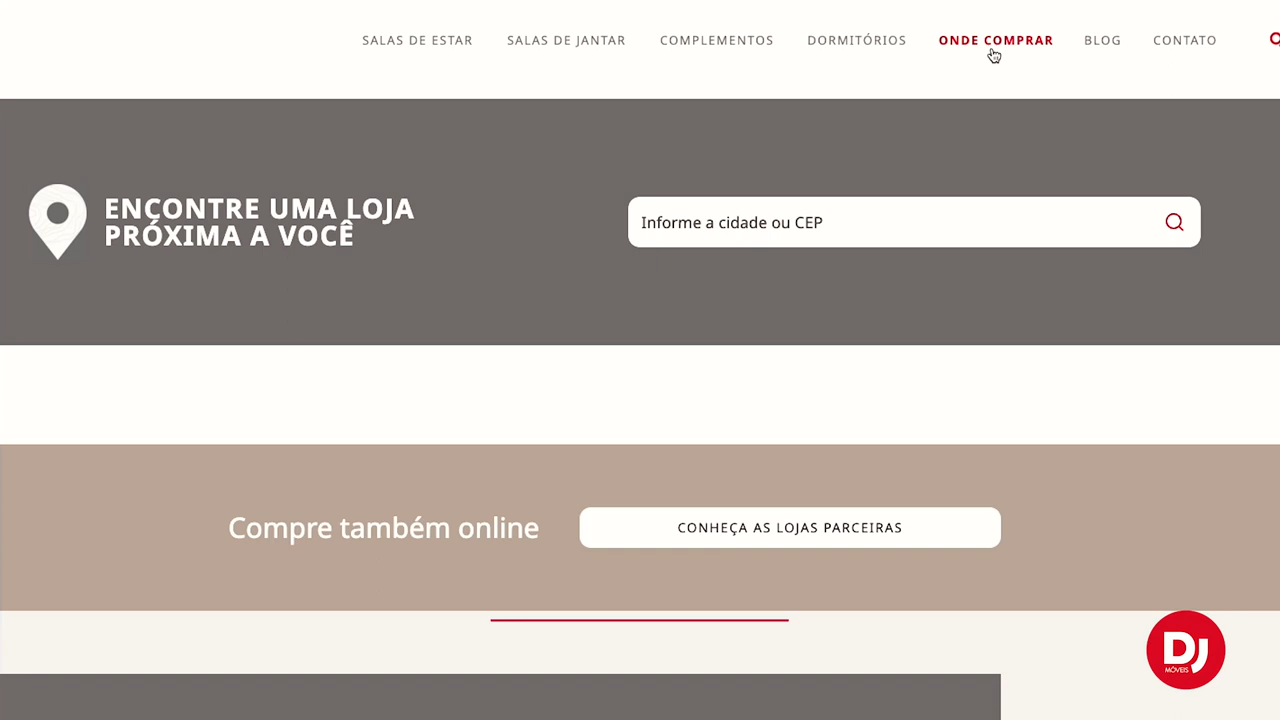 SALAS DE ESTAR SALAS DE JANTAR COMPLEMENTOS DORMITÓRIOS ONDE COMPRAR BLOG CONTATO
ENCONTRE UMA LOJA
PRÓXIMA A VOCÊ
Informe a cidade ou CEP
Compre também online
CONHEÇA AS LOJAS PARCEIRAS
DJ
MÓVEIS